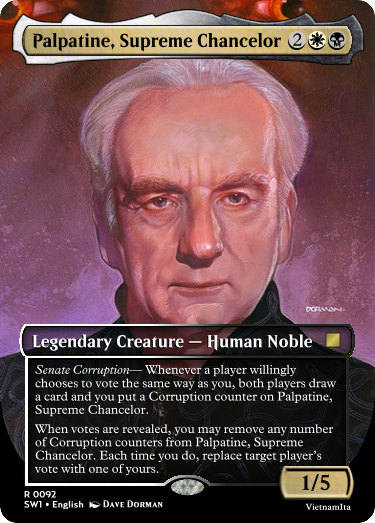 Palpatine, Supreme Chancelor 2
DORMAN
Legendary Creature — Human Noble
Senate Corruption— Whenever a player willingly
chooses to vote the same way as you, both players draw
a card and you put a Corruption counter on Palpatine,
Supreme Chancelor.
When votes are revealed, you may remove any
number of Corruption counters from Palpatine, Supreme
Chancelor. Each time you do, replace target player's
vote with one of yours.
1/5
R 0092
SW1 • English DAVE DORMAN
VietnamIta